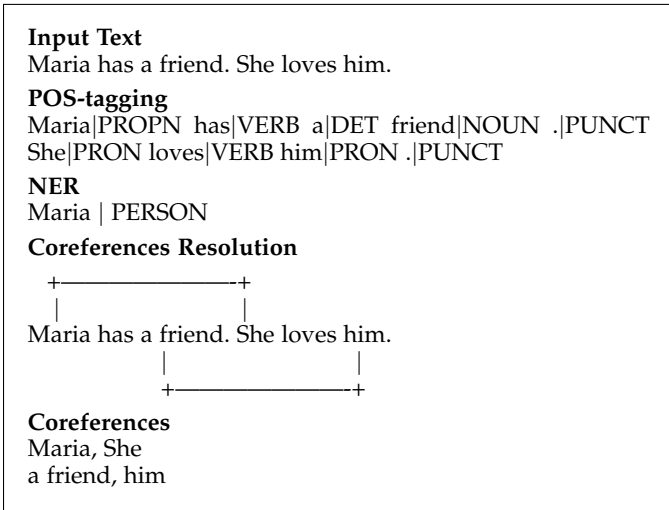 Input Text
Maria has a friend. She loves him.
POS-tagging
Maria|PROPN has|VERB a|DET friend|NOUN .|PUNCT
She|PRON loves|VERB him|PRON .|PUNCT
NER
Maria | PERSON
Coreferences Resolution
+———————-+
| |
Maria has a friend. She loves him.
| |
+———————-+
Coreferences
Maria, She
a friend, him